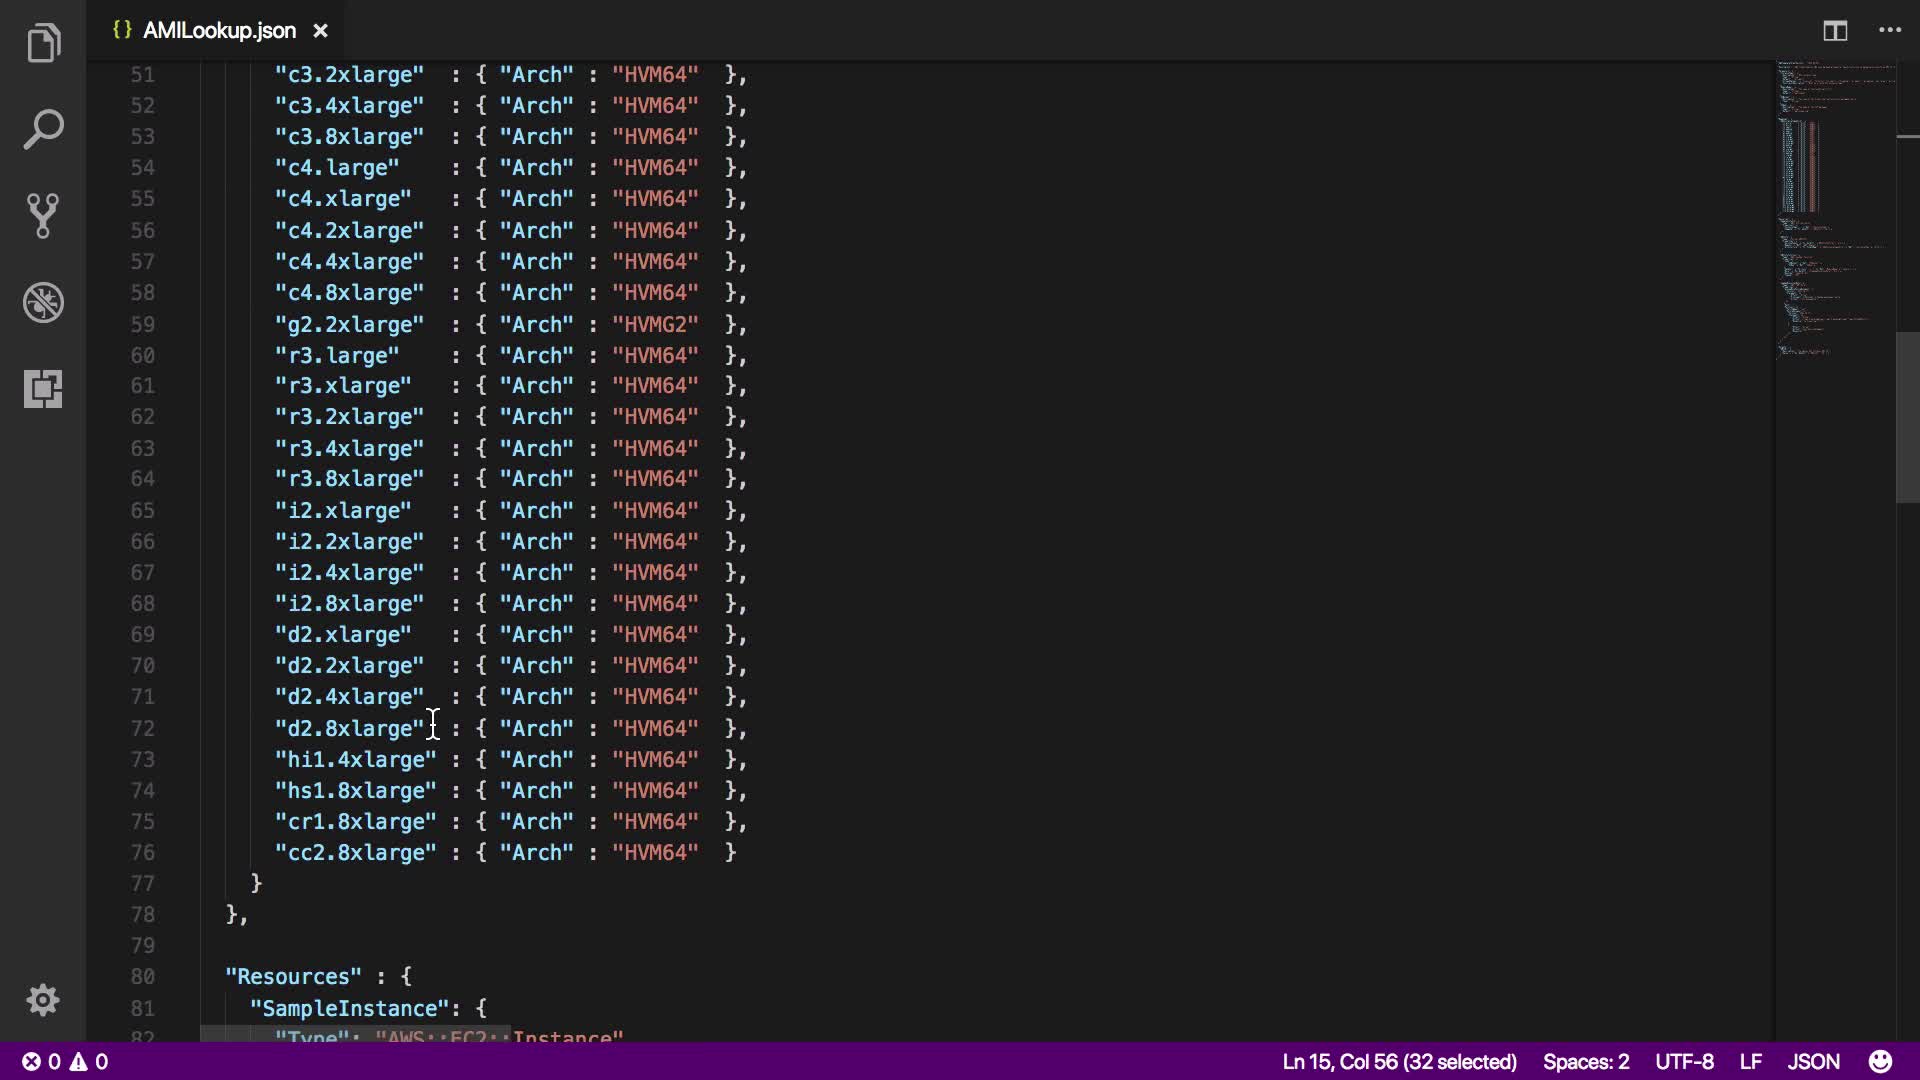 {} AMILookup.json ×
51 "c3.2xlarge" : { "Arch" : "HVM64" },
52 "c3.4xlarge" : { "Arch" : "HVM64" },
53 "c3.8xlarge" : { "Arch" : "HVM64" },
54 "c4.large" : { "Arch" : "HVM64" },
55 "c4.xlarge" : { "Arch" : "HVM64" },
56 "c4.2xlarge" : { "Arch" : "HVM64" },
57 "c4.4xlarge" : { "Arch" : "HVM64" },
58 "c4.8xlarge" : { "Arch" : "HVM64" },
59 "g2.2xlarge" : { "Arch" : "HVMG2" },
60 "r3.large" : { "Arch" : "HVM64" },
61 "r3.xlarge" : { "Arch" : "HVM64" },
62 "r3.2xlarge" : { "Arch" : "HVM64" },
63 "r3.4xlarge" : { "Arch" : "HVM64" },
64 "r3.8xlarge" : { "Arch" : "HVM64" },
65 "i2.xlarge" : { "Arch" : "HVM64" },
66 "i2.2xlarge" : { "Arch" : "HVM64" },
67 "i2.4xlarge" : { "Arch" : "HVM64" },
68 "i2.8xlarge" : { "Arch" : "HVM64" },
69 "d2.xlarge" : { "Arch" : "HVM64" },
70 "d2.2xlarge" : { "Arch" : "HVM64" },
71 "d2.4xlarge" : { "Arch" : "HVM64" },
72 "d2.8xlarge" : { "Arch" : "HVM64" },
73 "hi1.4xlarge" : { "Arch" : "HVM64" },
74 "hs1.8xlarge" : { "Arch" : "HVM64" },
75 "cr1.8xlarge" : { "Arch" : "HVM64" },
76 "cc2.8xlarge" : { "Arch" : "HVM64" }
77 }
78 },
79
80 "Resources" : {
81 "SampleInstance": {
82 "Type": "AWS::EC2::Instance"
0 0 Ln 15, Col 56 (32 selected) Spaces: 2 UTF-8 LF JSON